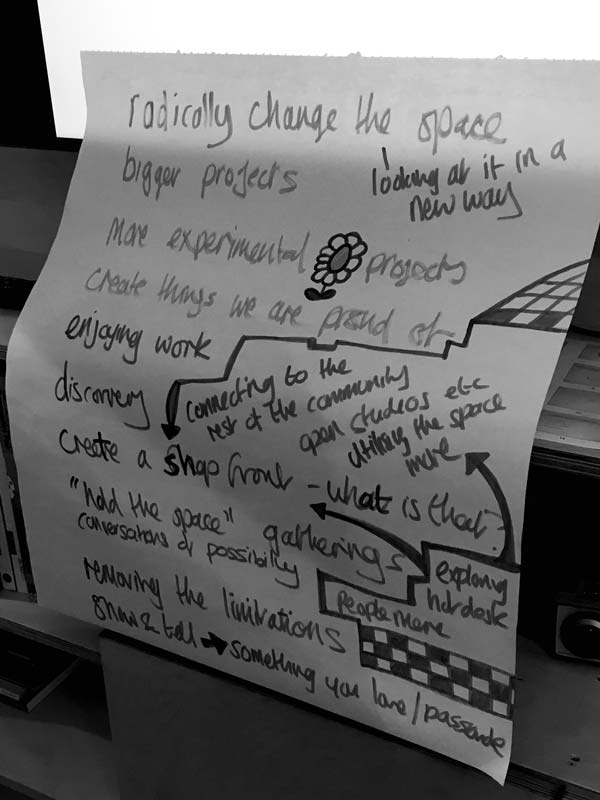 radically change the space
looking at it in a
new way
bigger projects
More experimental projects
create things we are proud of
enjoying work
discovery
connecting to the
rest of the community
open studios etc
utilising the space
more
Create a shop front - what is that?
"hold the space" gatherings
conversations of possibility
exploring
hotdesk
People more
removing the limitations
show & tell → something you love / passionate